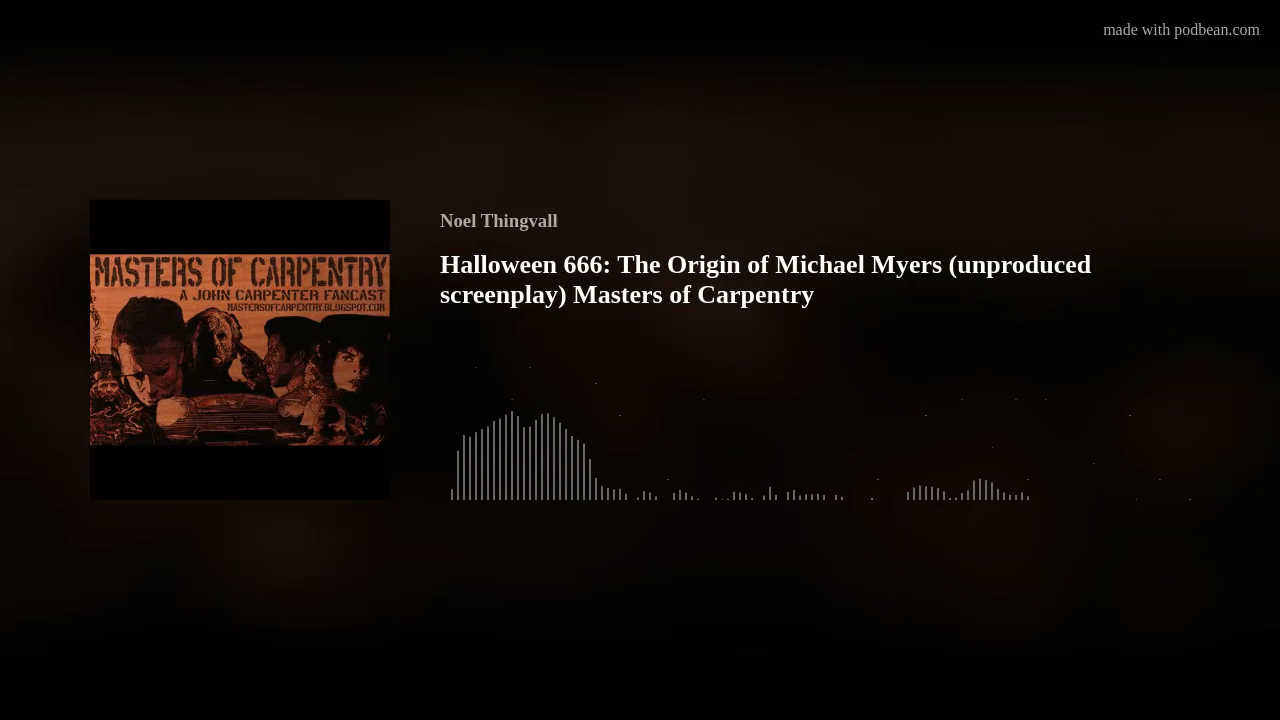 made with podbean.com
MASTERS OF CARPENTRY
A JOHN CARPENTER FANCAST
MASTERSOFCARPENTRY.BLOGSPOT.COM
Noel Thingvall
Halloween 666: The Origin of Michael Myers (unproduced
screenplay) Masters of Carpentry